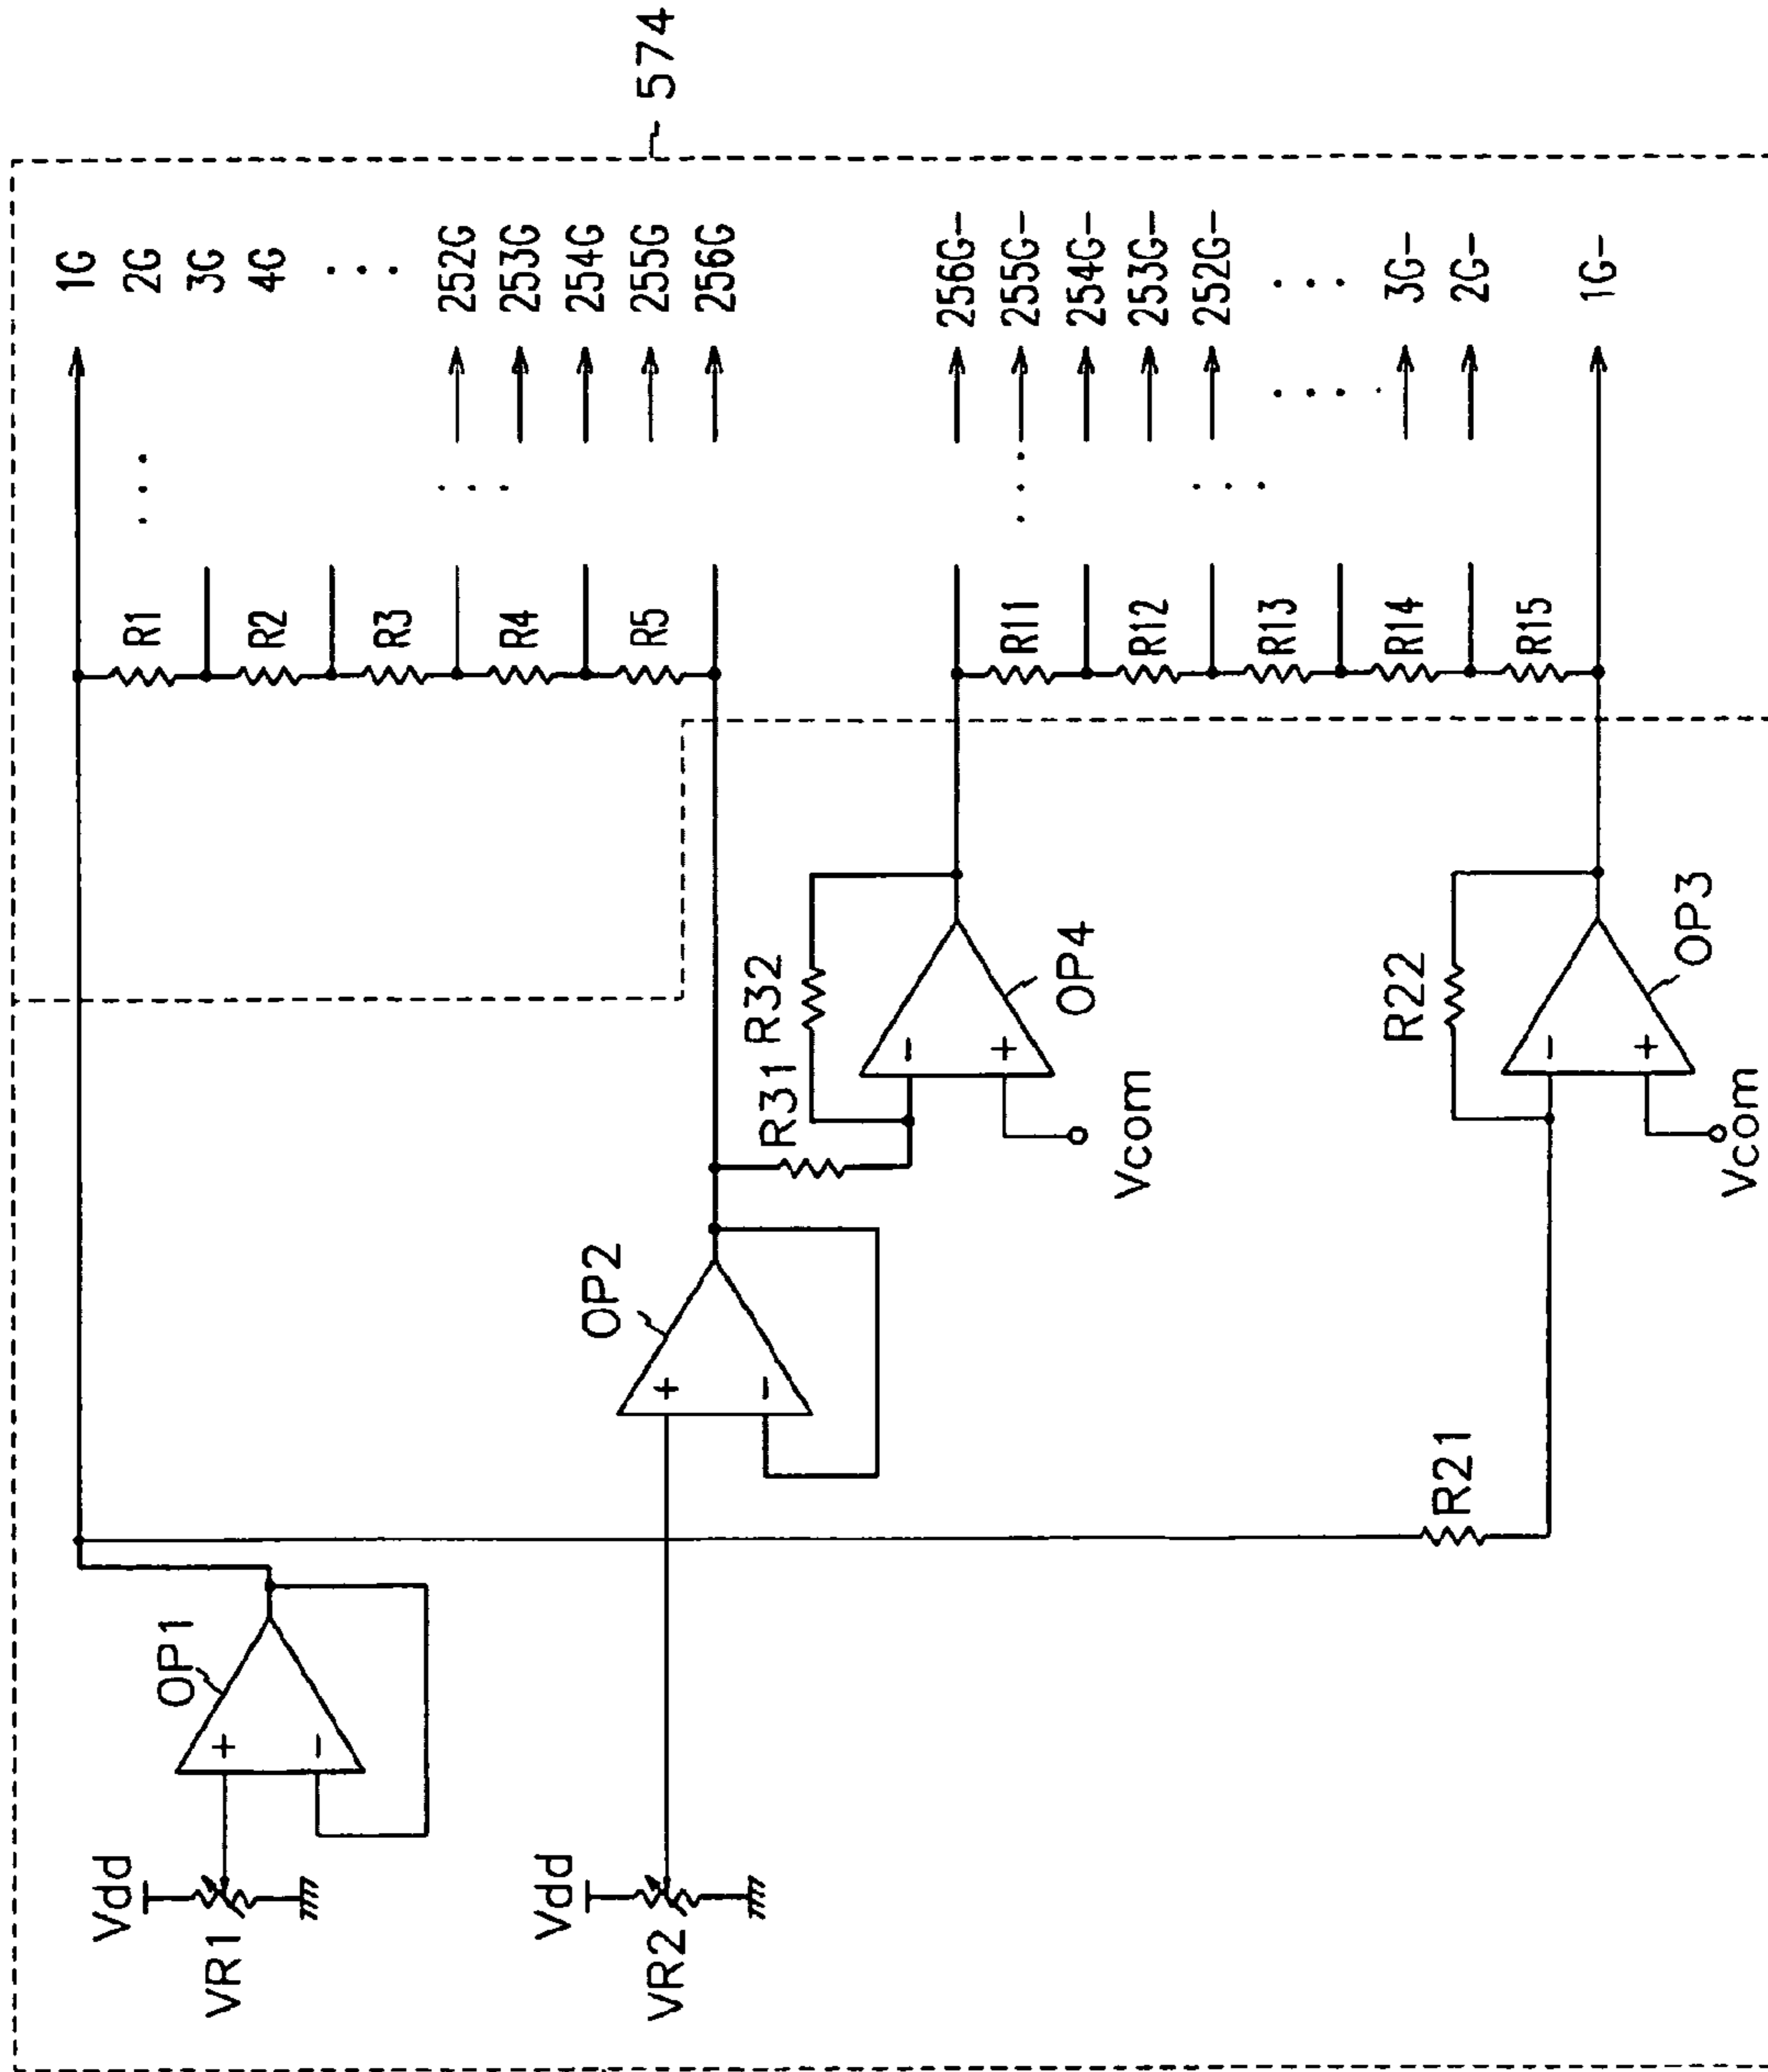 Vdd
VR1
OP1
Vdd
VR2
OP2
R21
R31
R32
OP4
Vcom
R22
OP3
Vcom
R1
R2
R3
R4
R5
R11
R12
R13
R14
R15
1G
2G
3G
4G
252G
253G
254G
255G
256G
256G-
255G-
254G-
253G-
252G-
3G-
2G-
1G-
574